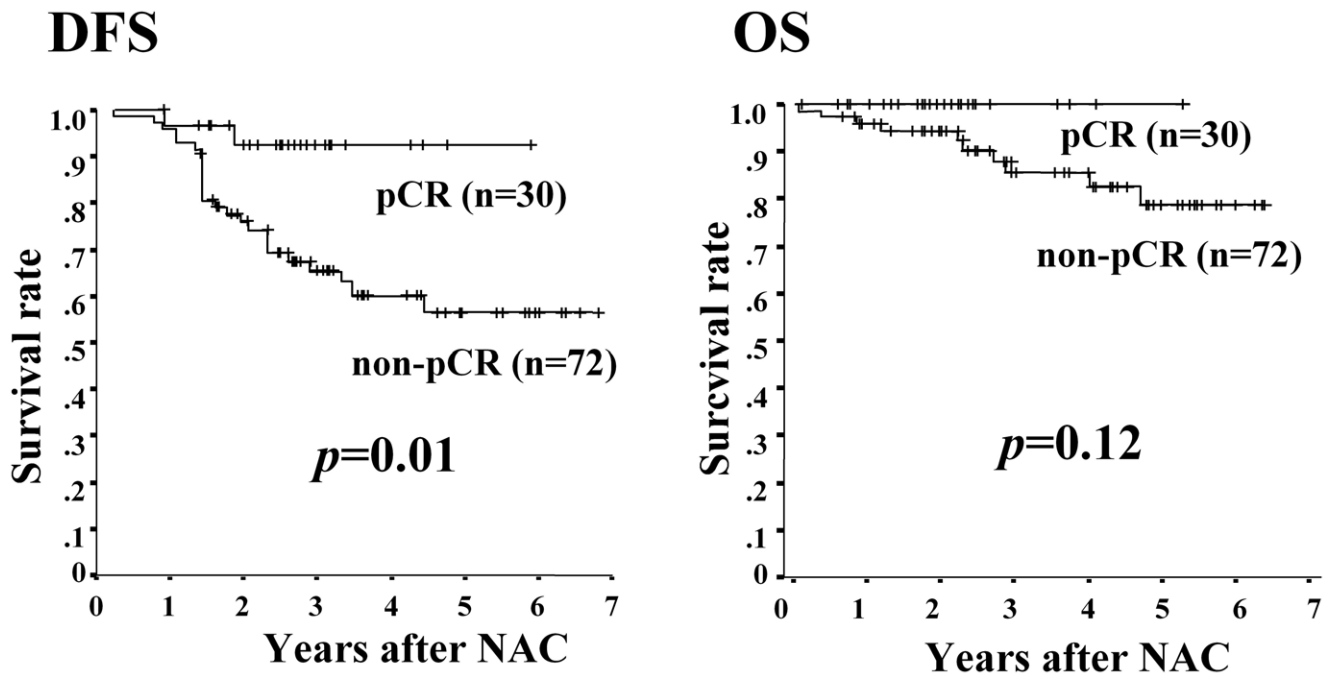 DFS
1.0
.9
.8
.7
.6
.5
.4
.3
.2
.1
0
Survival rate
pCR (n=30)
non-pCR (n=72)
p=0.01
0 1 2 3 4 5 6 7
Years after NAC
OS
1.0
.9
.8
.7
.6
.5
.4
.3
.2
.1
0
Surcvival rate
pCR (n=30)
non-pCR (n=72)
p=0.12
0 1 2 3 4 5 6 7
Years after NAC